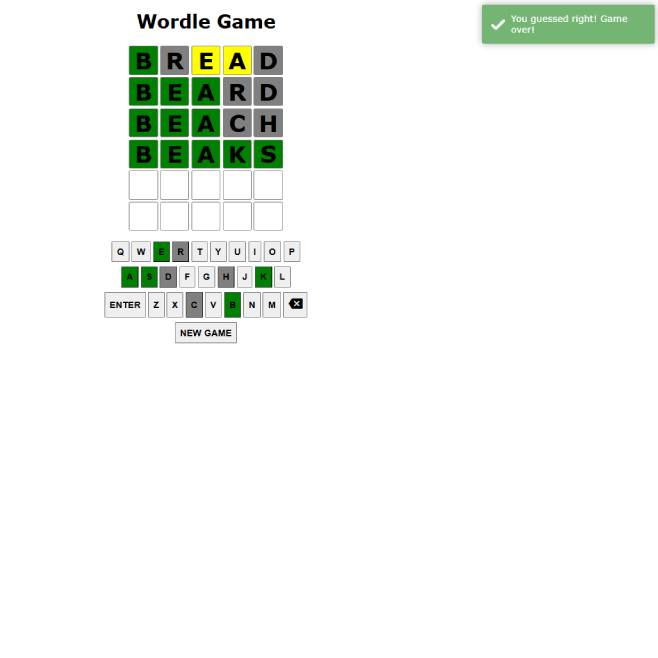 Wordle Game
You guessed right! Game
over!
B R E A D
B E A R D
B E A C H
B E A K S
Q W E R T Y U I O P
A S D F G H J K L
ENTER Z X C V B N M
NEW GAME